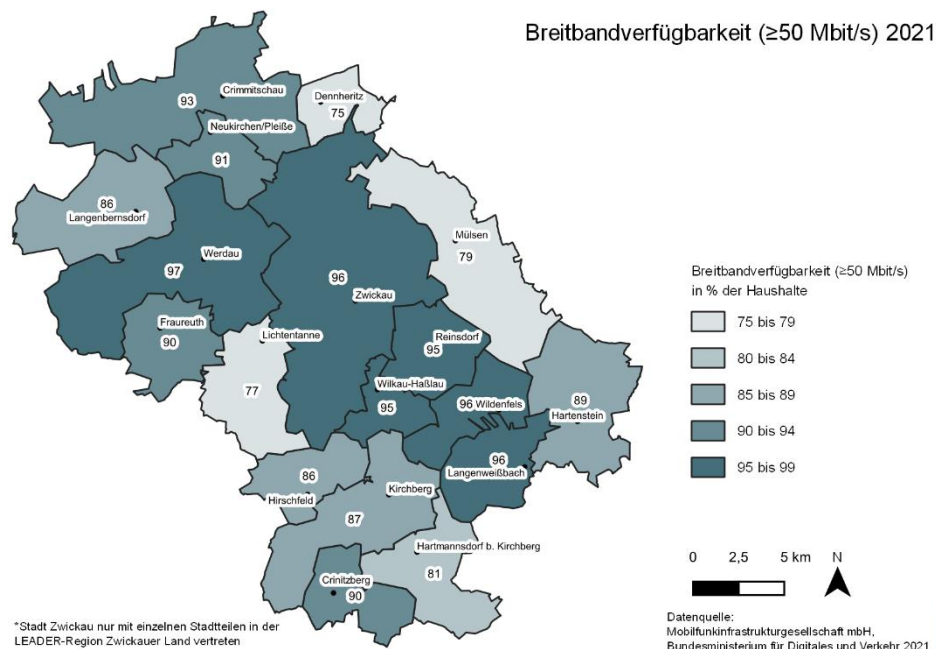 Breitbandverfügbarkeit (≥50 Mbit/s) 2021
Crimmitschau
93
Dennheritz
75
Neukirchen/Pleiße
91
86
Langenbernsdorf
Mülsen
79
Werdau
97
96
Zwickau
Fraureuth
90
Lichtentanne
77
Reinsdorf
95
Wilkau-Haßlau
95
96 Wildenfels
89
Hartenstein
96
Langenweißbach
86
Hirschfeld
Kirchberg
87
Hartmannsdorf b. Kirchberg
81
Crinitzberg
90
Breitbandverfügbarkeit (≥50 Mbit/s)
in % der Haushalte
75 bis 79
80 bis 84
85 bis 89
90 bis 94
95 bis 99
0 2,5 5 km N
*Stadt Zwickau nur mit einzelnen Stadtteilen in der
LEADER-Region Zwickauer Land vertreten
Datenquelle:
Mobilfunkinfrastrukturgesellschaft mbH,
Bundesministerium für Digitales und Verkehr 2021